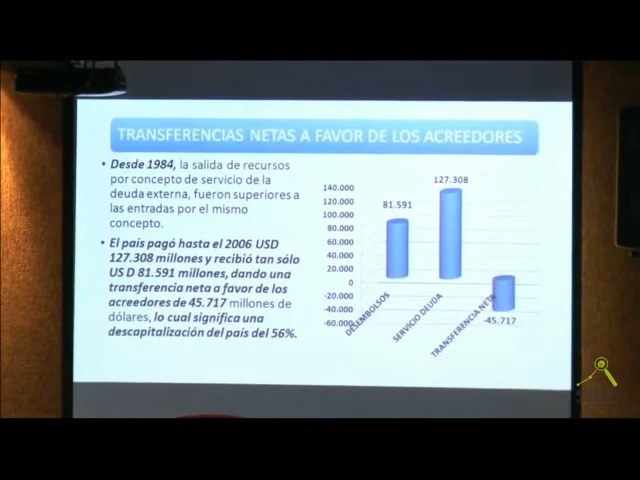 TRANSFERENCIAS NETAS A FAVOR DE LOS ACREEDORES
• Desde 1984, la salida de recursos
por concepto de servicio de la
deuda externa, fueron superiores a
las entradas por el mismo
concepto.
• El país pagó hasta el 2006 USD
127.308 millones y recibió tan sólo
US D 81.591 millones, dando una
transferencia neta a favor de los
acreedores de 45.717 millones de
dólares, lo cual significa una
descapitalización del país del 56%.
140.000
120.000
100.000
80.000
60.000
40.000
20.000
0
-20.000
-40.000
-60.000
81.591
127.308
-45.717
DESEMBOLSOS
SERVICIO DEUDA
TRANSFERENCIA NETA